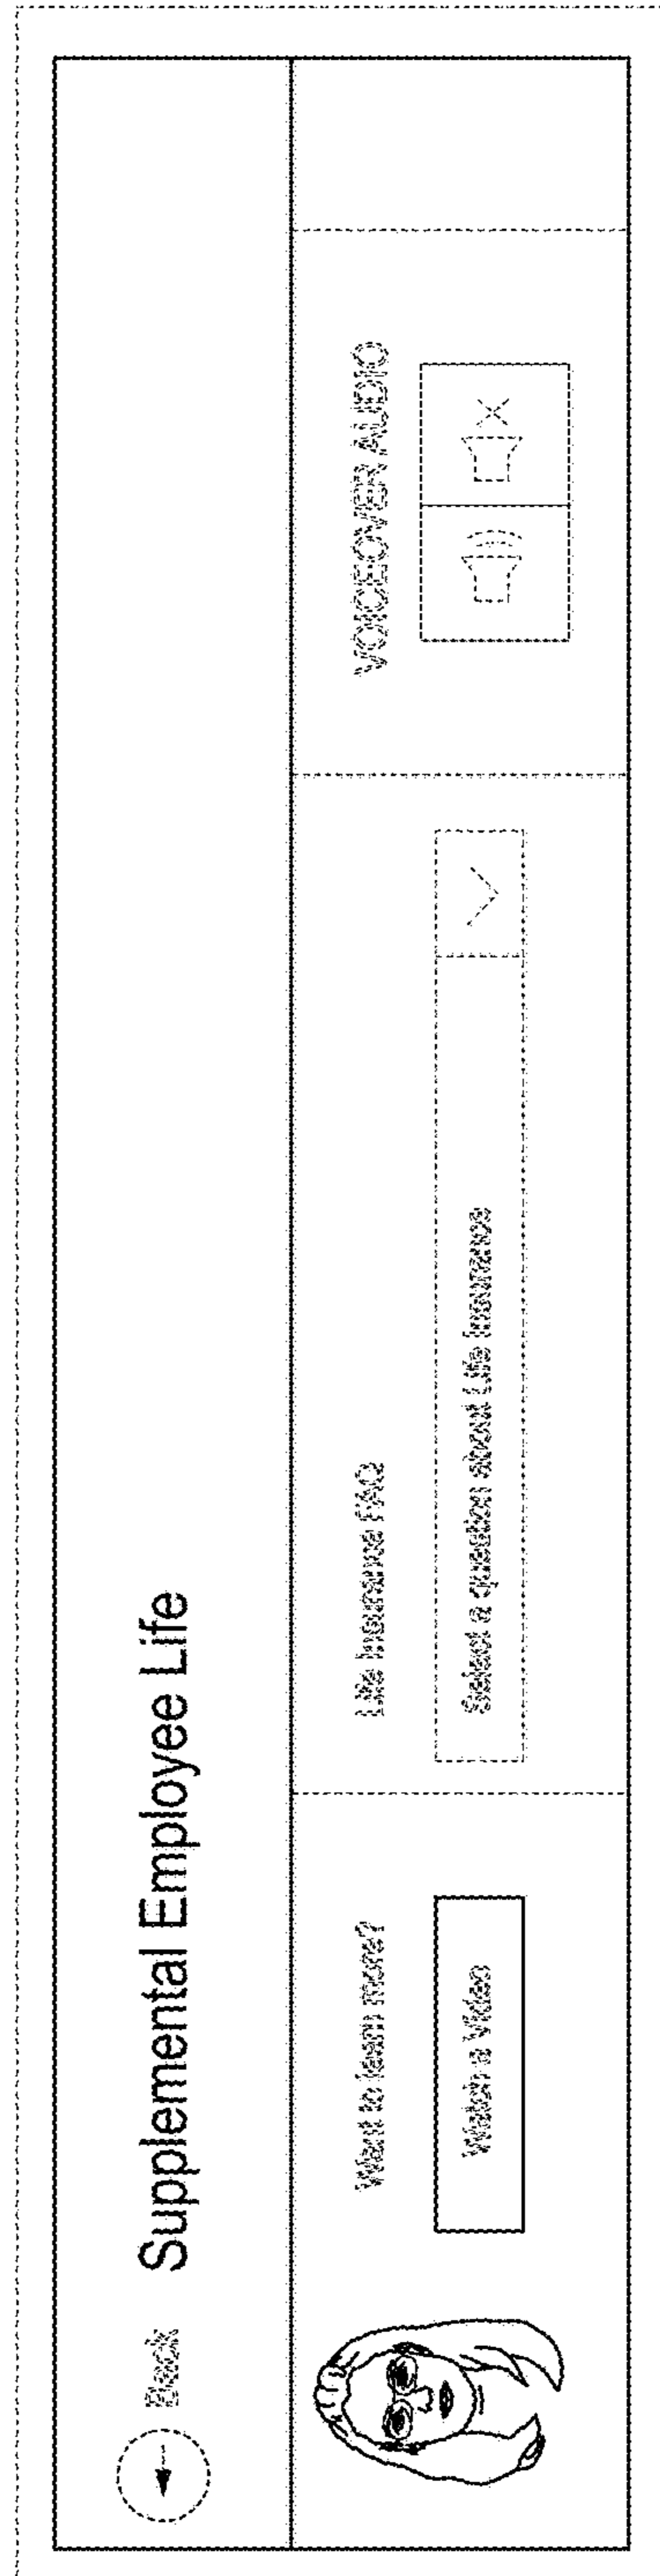 Back Supplemental Employee Life
Want to learn more?
Watch a Video
Life Insurance FAQ
Select a question about Life Insurance
VOICEOVER AUDIO